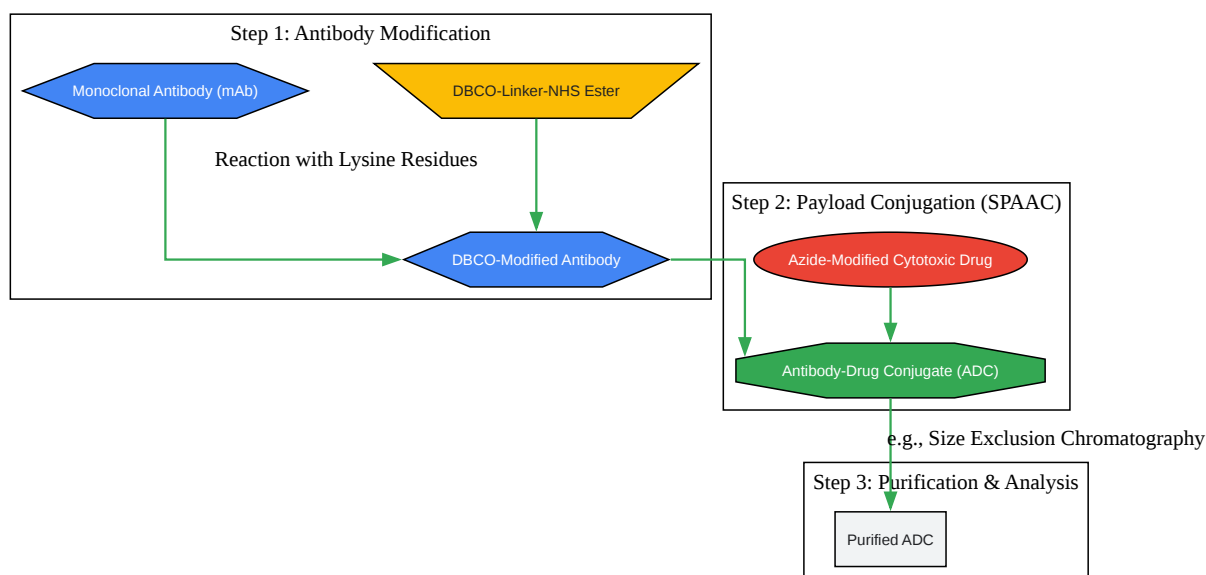 Step 1: Antibody Modification
Monoclonal Antibody (mAb)
DBCO-Linker-NHS Ester
Reaction with Lysine Residues
DBCO-Modified Antibody
Step 2: Payload Conjugation (SPAAC)
Azide-Modified Cytotoxic Drug
Antibody-Drug Conjugate (ADC)
e.g., Size Exclusion Chromatography
Step 3: Purification & Analysis
Purified ADC